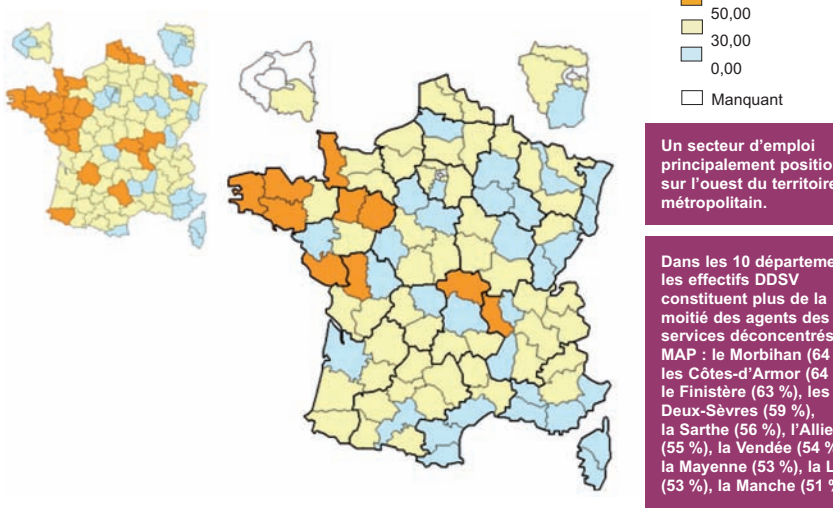 50,00
30,00
0,00
Manquant
Un secteur d’emploi
principalement
sur l’ouest du territoire
métropolitain.
Dans les 10
les effectifs DDSV
constituent plus de la
moitié des agents des
services déconcentrés
MAP : le Morbihan (64
les Côtes-d’Armor (64
le Finistère (63 %), les
Deux-Sèvres (59 %),
la Sarthe (56 %), l’Allier
(55 %), la Vendée (54 %
la Mayenne (53 %), la L
(53 %), la Manche (51 %